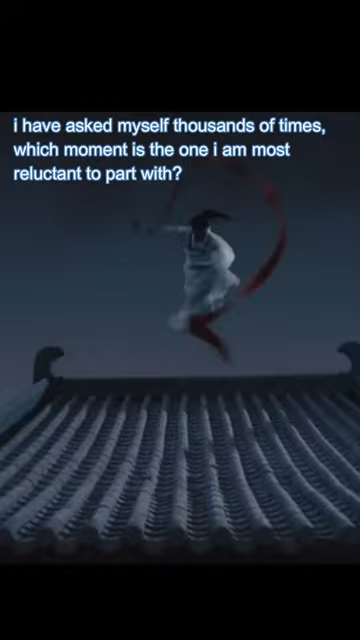 i have asked myself thousands of times,
which moment is the one i am most
reluctant to part with?